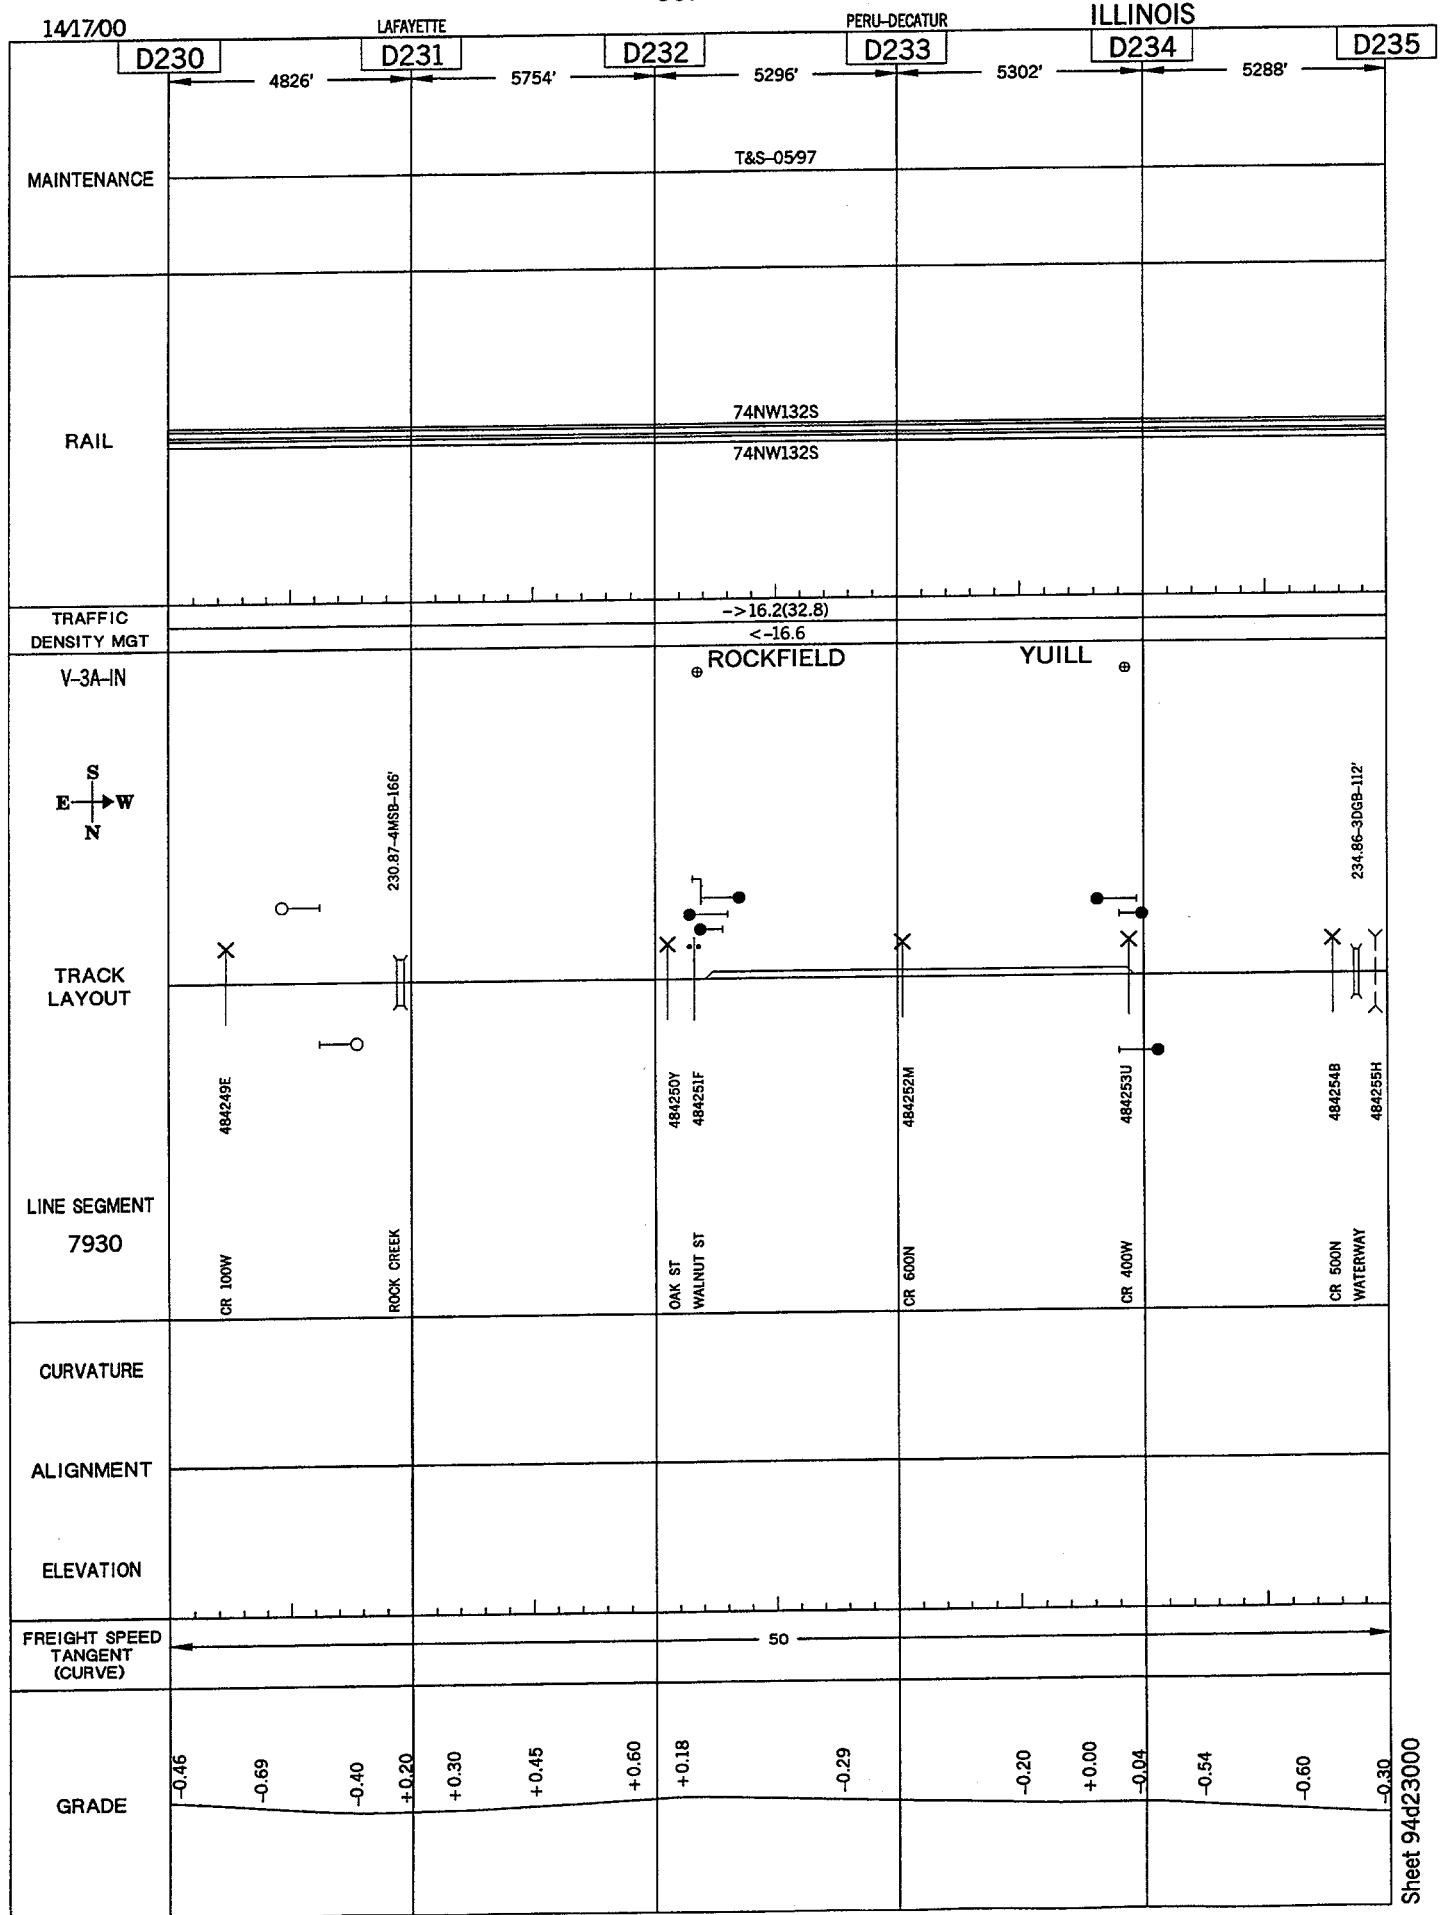 14/17/00
LAFAYETTE
PERU-DECATUR
ILLINOIS
D230
D231
D232
D233
D234
D235
4826'
5754'
5296'
5302'
5288'
MAINTENANCE
T&S-05/97
RAIL
74NW132S
74NW132S
TRAFFIC
DENSITY MGT
->16.2(32.8)
<-16.6
V-3A-IN
ROCKFIELD
YUILL
S
E W
N
230.87-4MSB-166'
234.86-3DGB-112'
TRACK
LAYOUT
484249E
484250Y
484251F
484252M
484253U
484254B
484255H
LINE SEGMENT
7930
CR 100W
ROCK CREEK
OAK ST
WALNUT ST
CR 600N
CR 400W
CR 500N
WATERWAY
CURVATURE
ALIGNMENT
ELEVATION
FREIGHT SPEED
TANGENT
(CURVE)
50
GRADE
-0.46
-0.69
-0.40
+0.20
+0.30
+0.45
+0.60
+0.18
-0.29
-0.20
+0.00
-0.04
-0.54
-0.60
-0.30
Sheet 94d23000